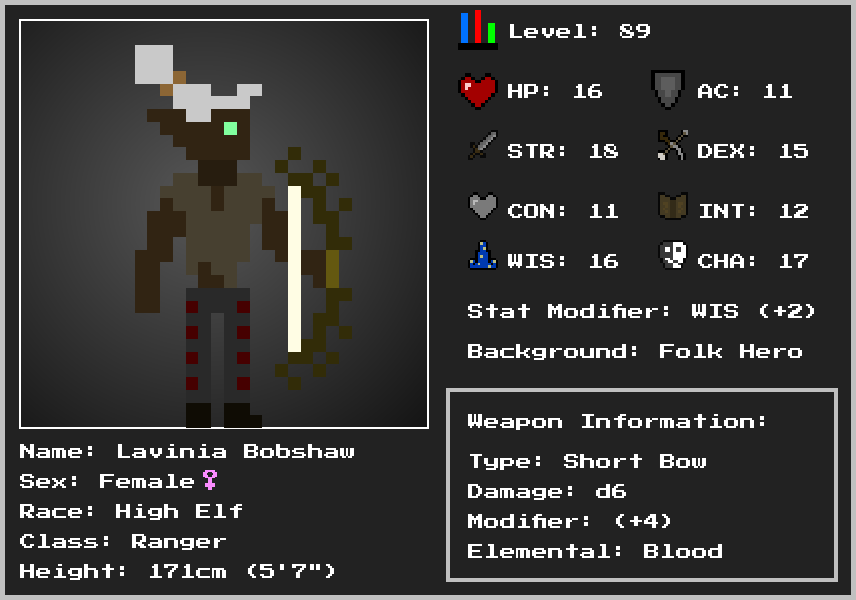 Level: 89
HP: 16 AC: 11
STR: 18 DEX: 15
CON: 11 INT: 12
WIS: 16 CHA: 17
Stat Modifier: WIS (+2)
Background: Folk Hero
Weapon Information:
Type: Short Bow
Damage: d6
Modifier: (+4)
Elemental: Blood
Name: Lavinia Bobshaw
Sex: Female♀
Race: High Elf
Class: Ranger
Height: 171cm (5'7")